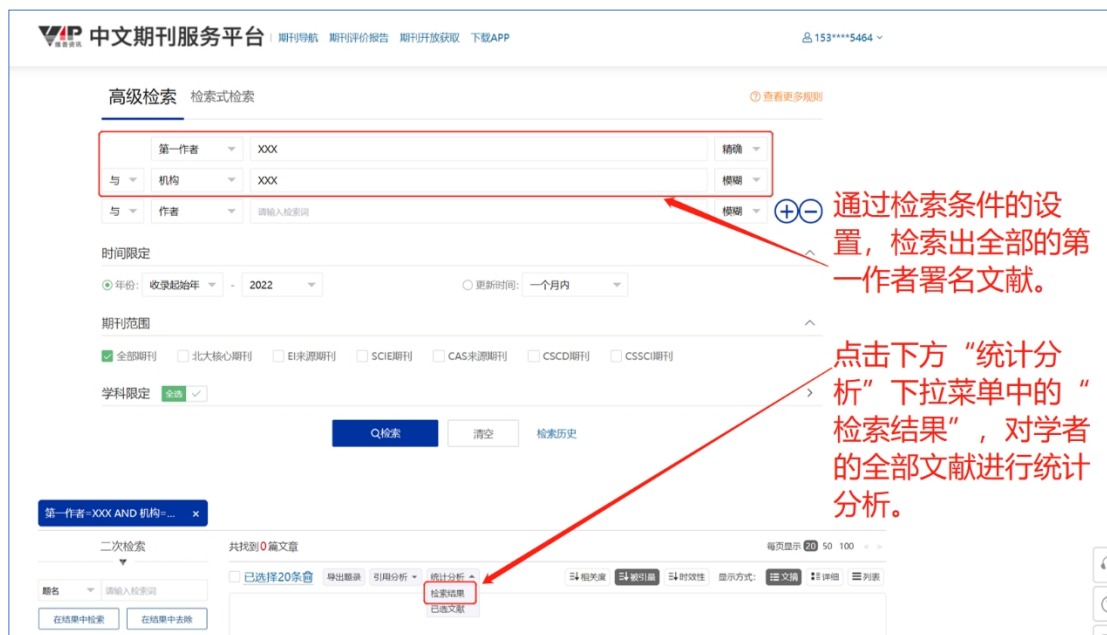 VIP 中文期刊服务平台 期刊导航 期刊评价报告 期刊开放获取 下载APP 153****5464
维普资讯
高级检索 检索式检索 查看更多规则
第一作者 XXX 精确
与 机构 XXX 模糊
与 作者 请输入检索词 模糊
通过检索条件的设
置，检索出全部的第
一作者署名文献。
时间限定
年份: 收录起始年 - 2022 更新时间: 一个月内
期刊范围
全部期刊 北大核心期刊 EI来源期刊 SCIE期刊 CAS来源期刊 CSCD期刊 CSSCI期刊
学科限定 全选
点击下方“统计分
析”下拉菜单中的“
检索结果”，对学者
的全部文献进行统计
分析。
检索 清空 检索历史
第一作者=XXX AND 机构=... ×
二次检索 共找到0篇文章 每页显示 20 50 100 < >
已选择20条 导出题录 引用分析 统计分析 相关度 被引量 时效性 显示方式: 文摘 详细 列表
题名 请输入检索词 检索结果
已选文献
在结果中检索 在结果中去除